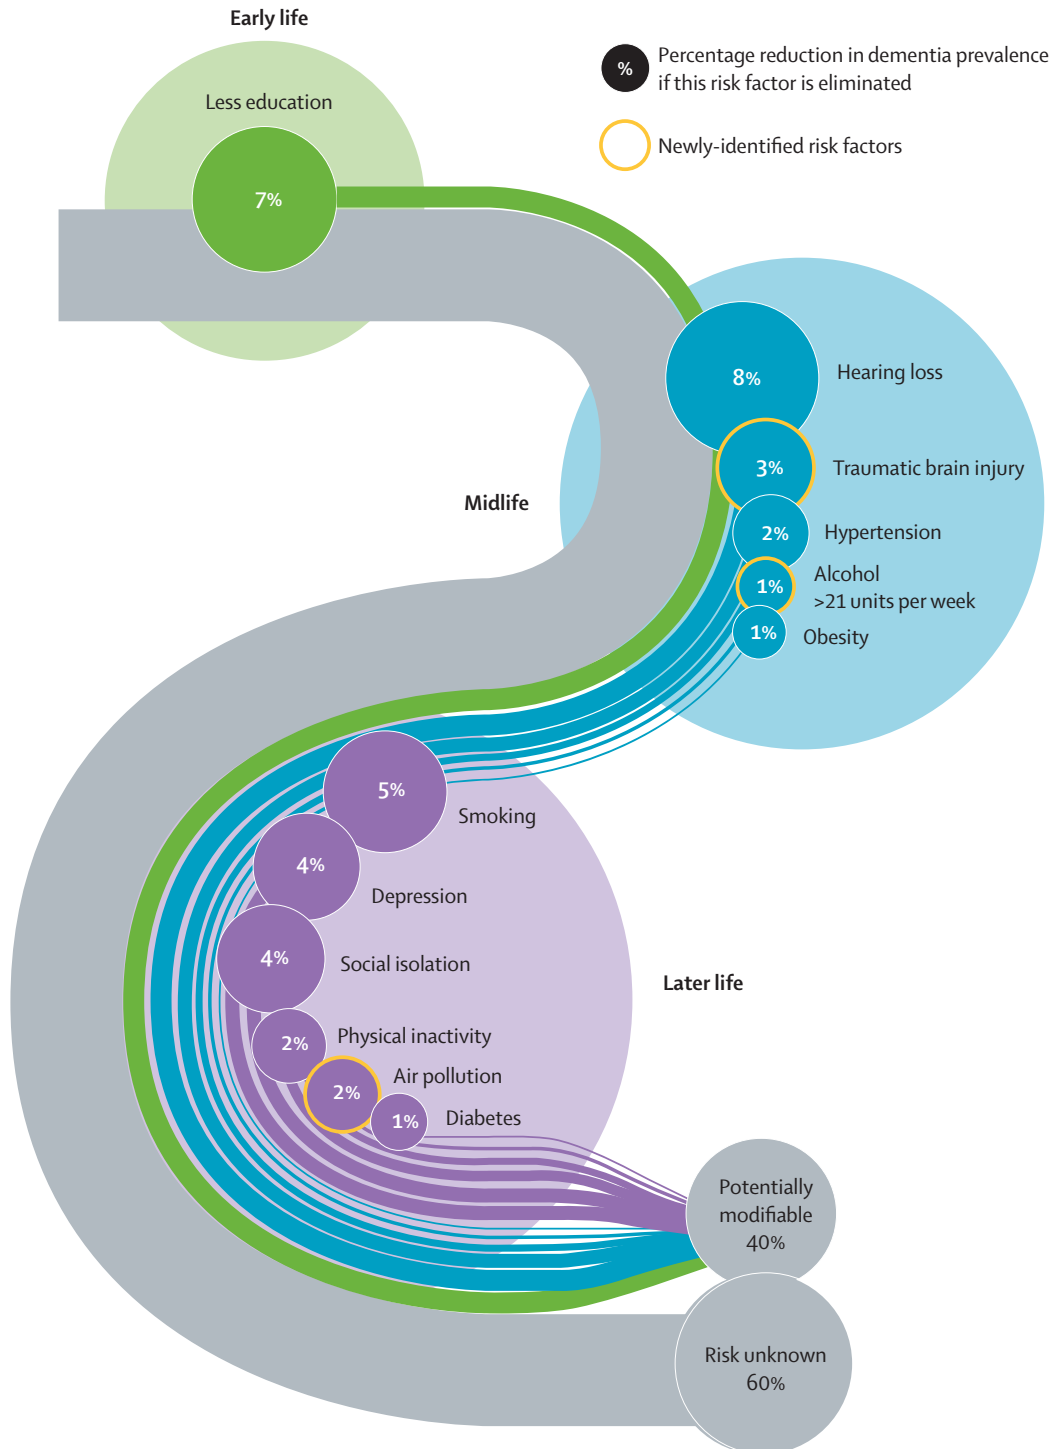 Early life
%
Percentage reduction in dementia prevalence
if this risk factor is eliminated
Newly-identified risk factors
Less education
7%
8%
Hearing loss
3%
Traumatic brain injury
Midlife
2%
Hypertension
1%
Alcohol
>21 units per week
1%
Obesity
5%
Smoking
4%
Depression
4%
Social isolation
Later life
2%
Physical inactivity
2%
Air pollution
1%
Diabetes
Potentially
modifiable
40%
Risk unknown
60%